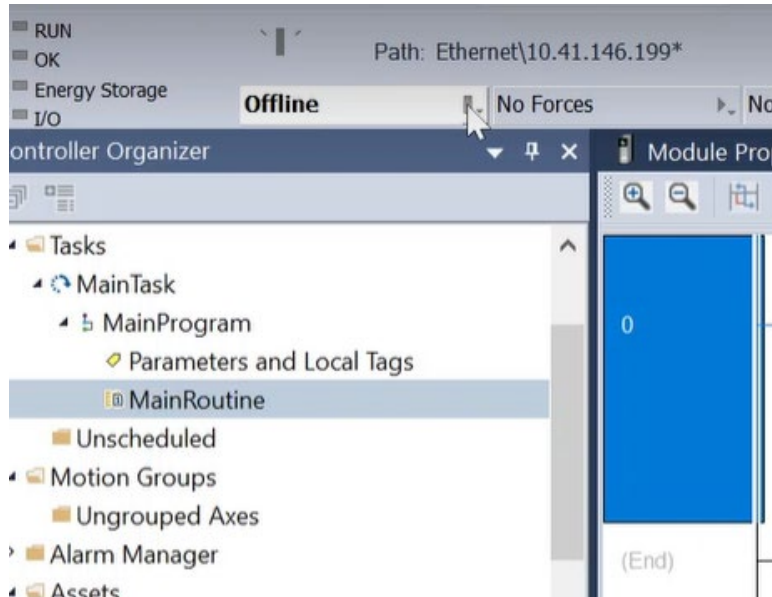 RUN
OK
Energy Storage
I/O
Path: Ethernet\10.41.146.199*
Offline
No Forces
No
ontroller Organizer
Module Pro
Tasks
MainTask
MainProgram
Parameters and Local Tags
MainRoutine
Unscheduled
Motion Groups
Ungrouped Axes
Alarm Manager
Assets
0
(End)